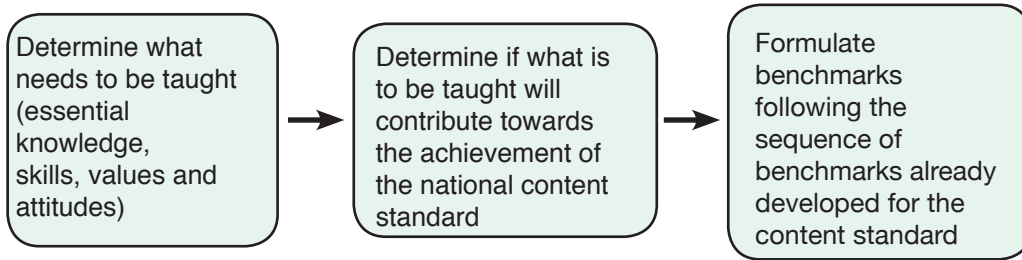 Determine what
needs to be taught
(essential
knowledge,
skills, values and
attitudes)
Determine if what is
to be taught will
contribute towards
the achievement of
the national content
standard
Formulate
benchmarks
following the
sequence of
benchmarks already
developed for the
content standard